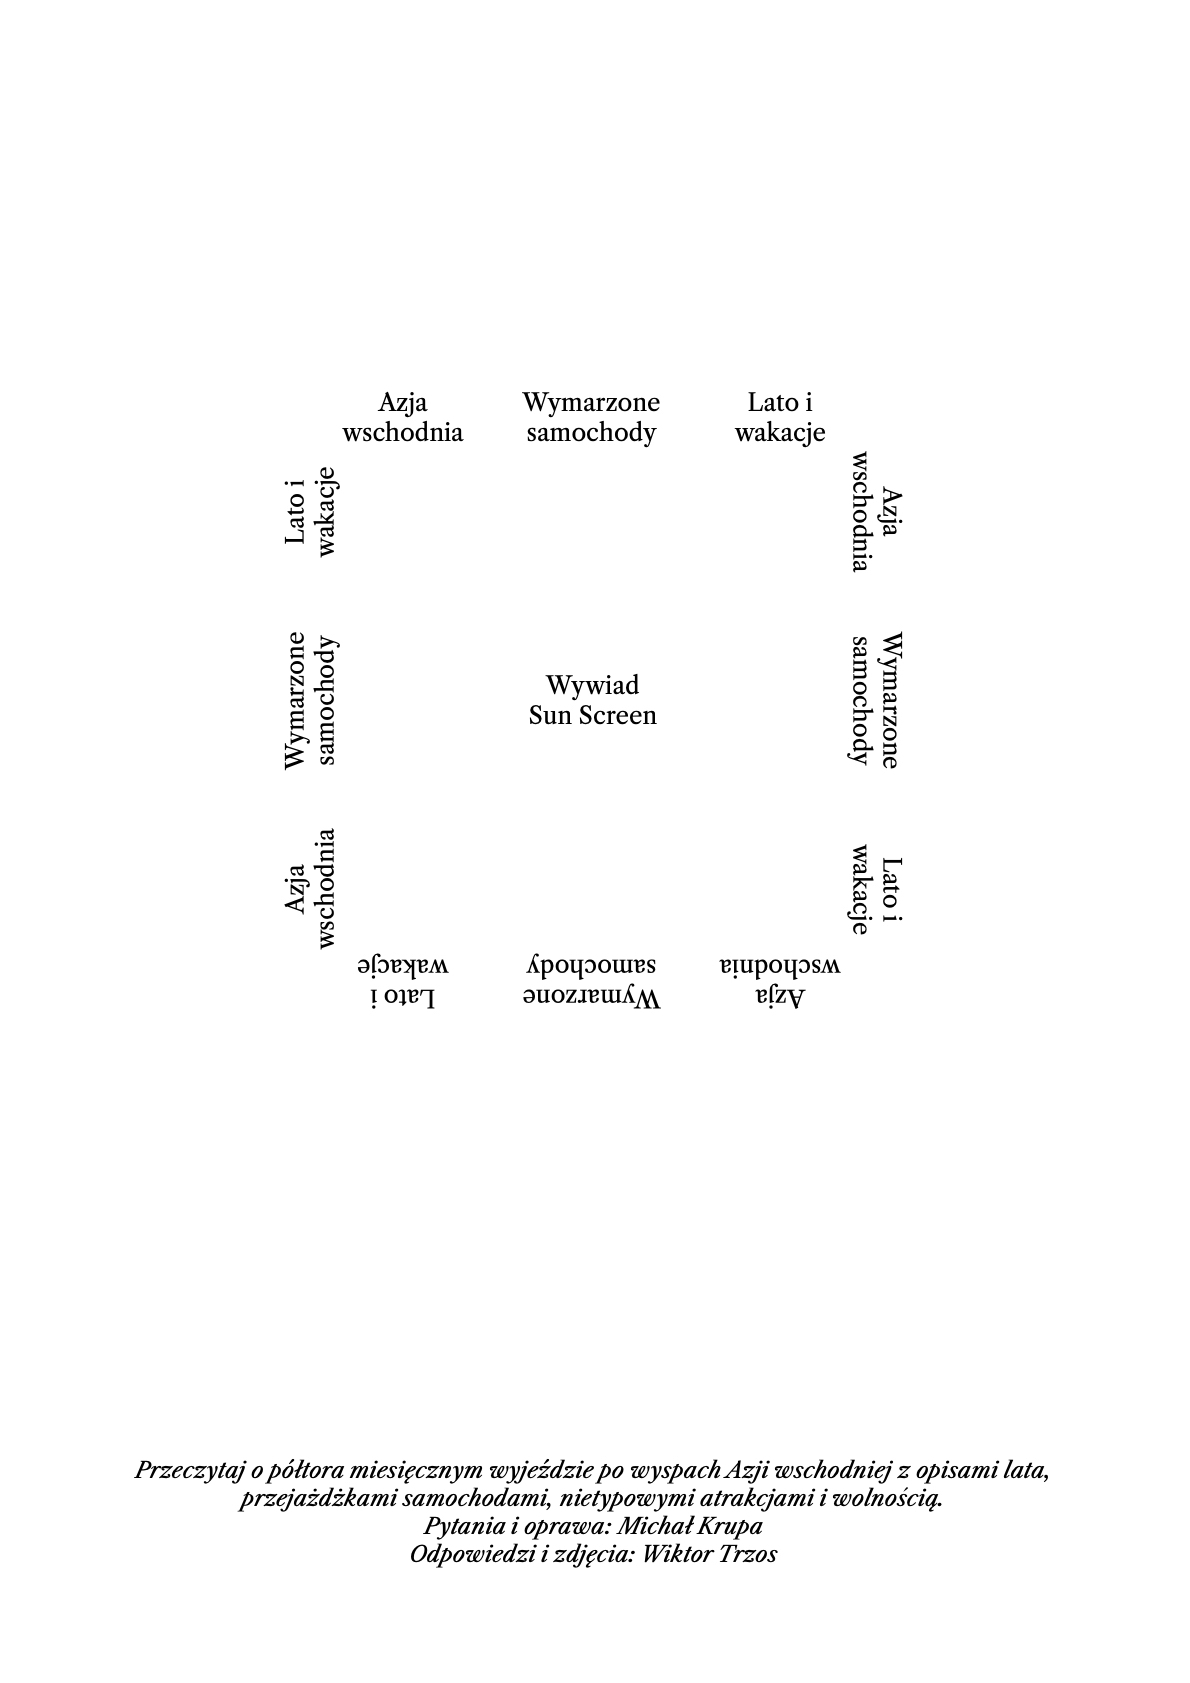 Azja
wschodnia
Wymarzone
samochody
Lato i
wakacje
Azja
wschodnia
Wymarzone
samochody
Lato i
wakacje
Azja
wschodnia
Wymarzone
samochody
Lato i
wakacje
Azja
wschodnia
Wymarzone
samochody
Lato i
wakacje
Wywiad
Sun Screen
Przeczytaj o półtora miesięcznym wyjeździe po wyspach Azji wschodniej z opisami lata,
przejażdżkami samochodami, nietypowymi atrakcjami i wolnością.
Pytania i oprawa: Michał Krupa
Odpowiedzi i zdjęcia: Wiktor Trzos